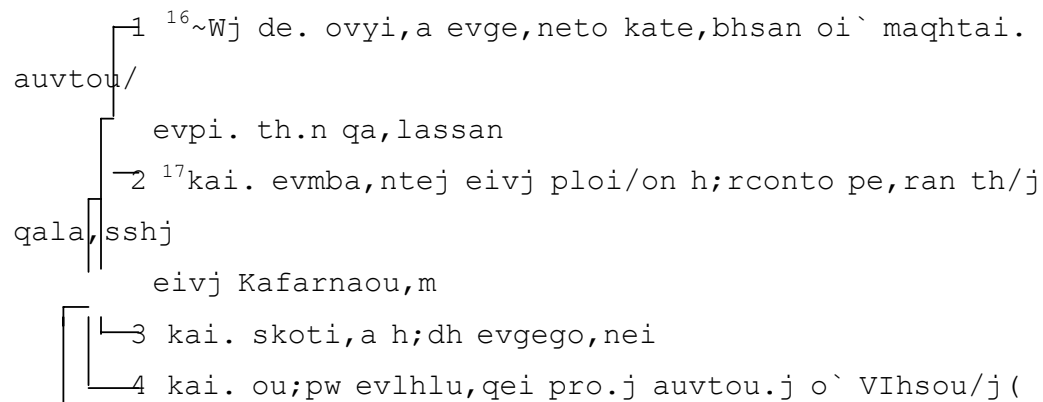 1 16~Wj de. ovyi,a evge,neto kate,bhsan oi` maqhtai.
auvtou/
evpi. th.n qa,lassan
2 17kai. evmba,ntej eivj ploi/on h;rconto pe,ran th/j
qala,sshj
eivj Kafarnaou,m
3 kai. skoti,a h;dh evgego,nei
4 kai. ou;pw evlhlu,qei pro.j auvtou.j o` VIhsou/j(